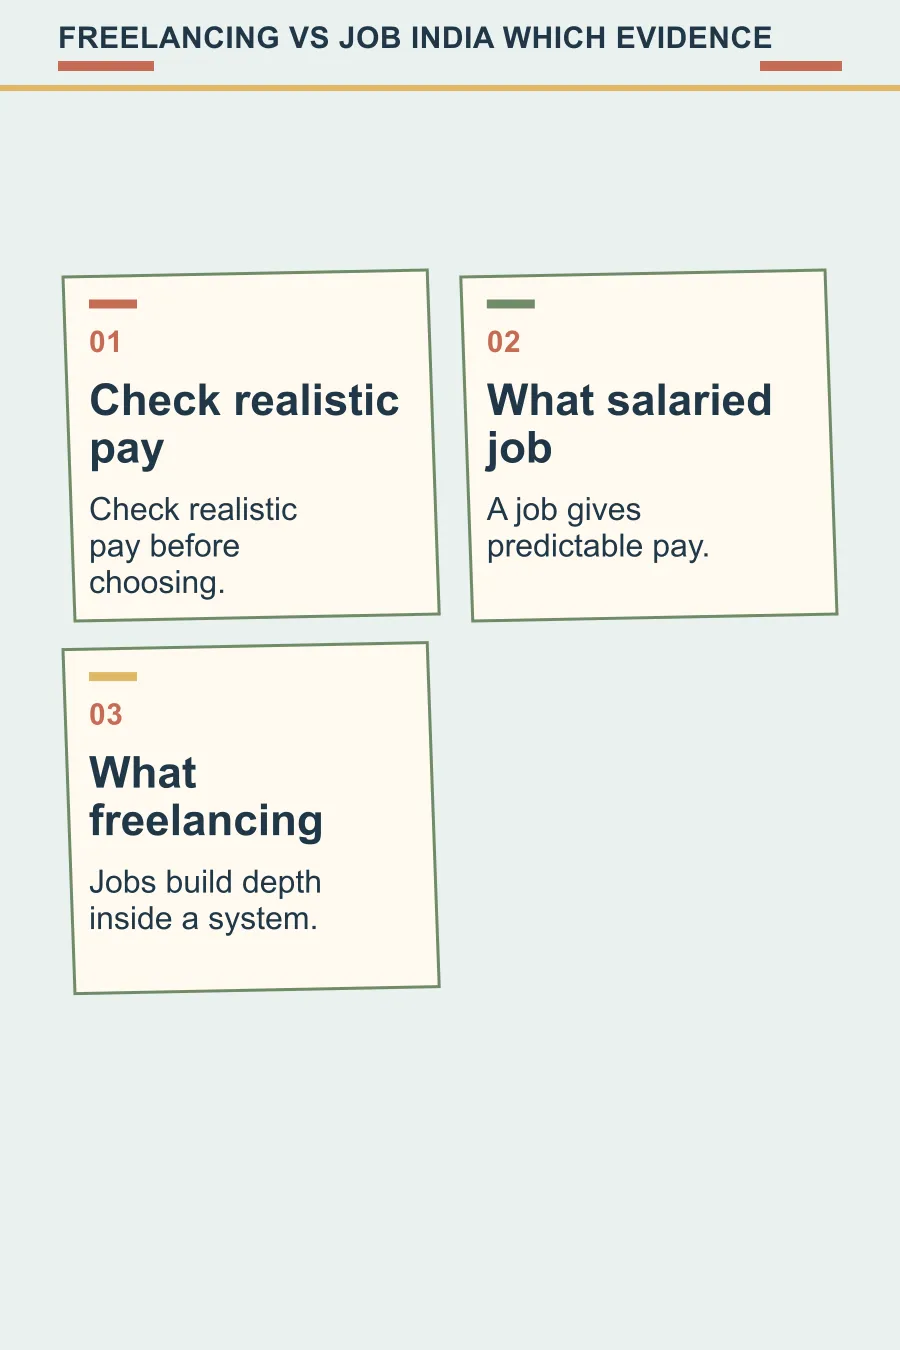 FREELANCING VS JOB INDIA WHICH EVIDENCE
01
Check realistic
pay
Check realistic
pay before
choosing.
02
What salaried
job
A job gives
predictable pay.
03
What
freelancing
Jobs build depth
inside a system.